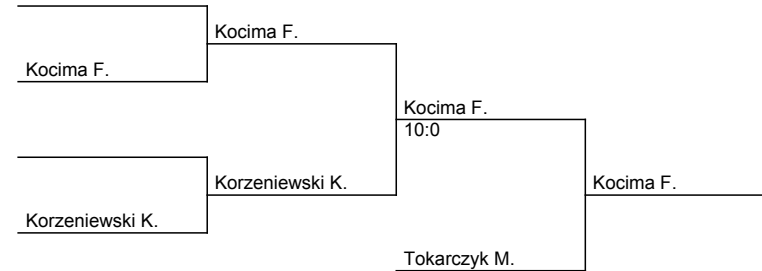 Kocima F.
Kocima F.
Kocima F.
10:0
Korzeniewski K.
Kocima F.
Korzeniewski K.
Tokarczyk M.